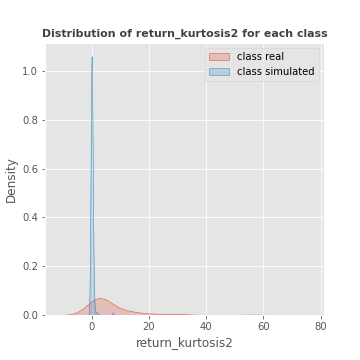 Distribution of return_kurtosis2 for each class
class real
class simulated
1.0
0.8
0.6
0.4
0.2
0.0
Density
0
20
40
60
80
return_kurtosis2